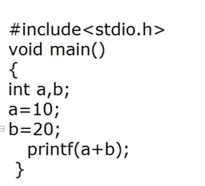 #include<stdio.h>
void main()
{
int a,b;
a=10;
b=20;
printf(a+b);
}